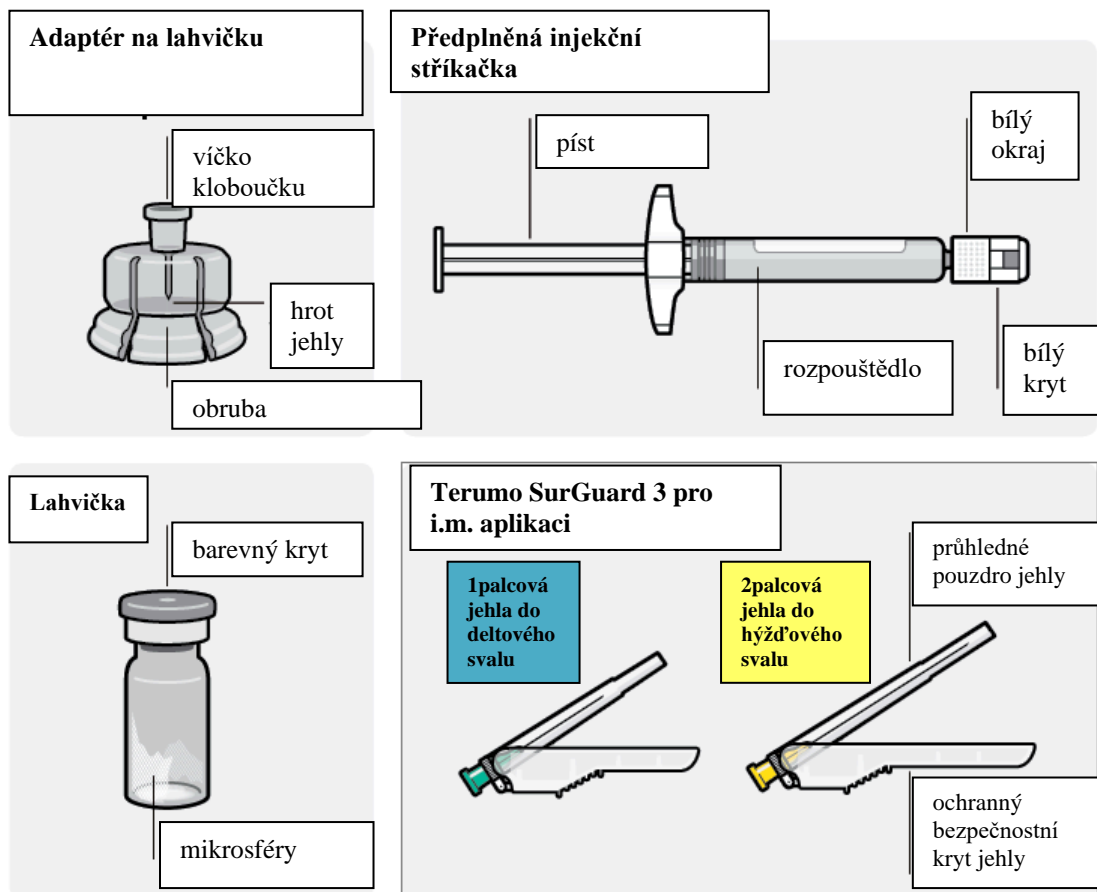 Adaptér na lahvičku
víčko
kloboučku
hrot
jehly
obruba
Předplněná injekční
stříkačka
píst
bílý
okraj
rozpouštědlo
bílý
kryt
Lahvička
barevný kryt
mikrosféry
Terumo SurGuard 3 pro
i.m. aplikaci
1palcová
jehla do
deltového
svalu
2palcová
jehla do
hýžďového
svalu
průhledné
pouzdro jehly
ochranný
bezpečnostní
kryt jehly